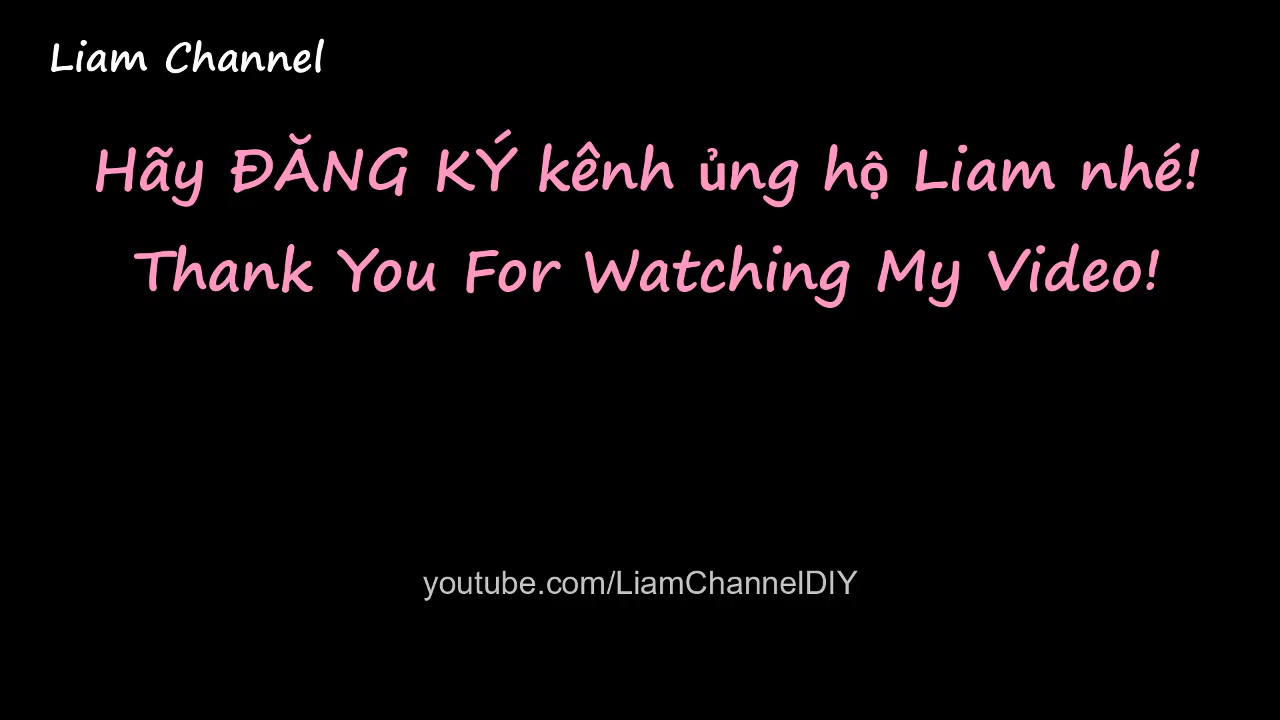 Liam Channel
Hãy ĐĂNG KÝ kênh ủng hộ Liam nhé!
Thank You For Watching My Video!
youtube.com/LiamChannelDIY